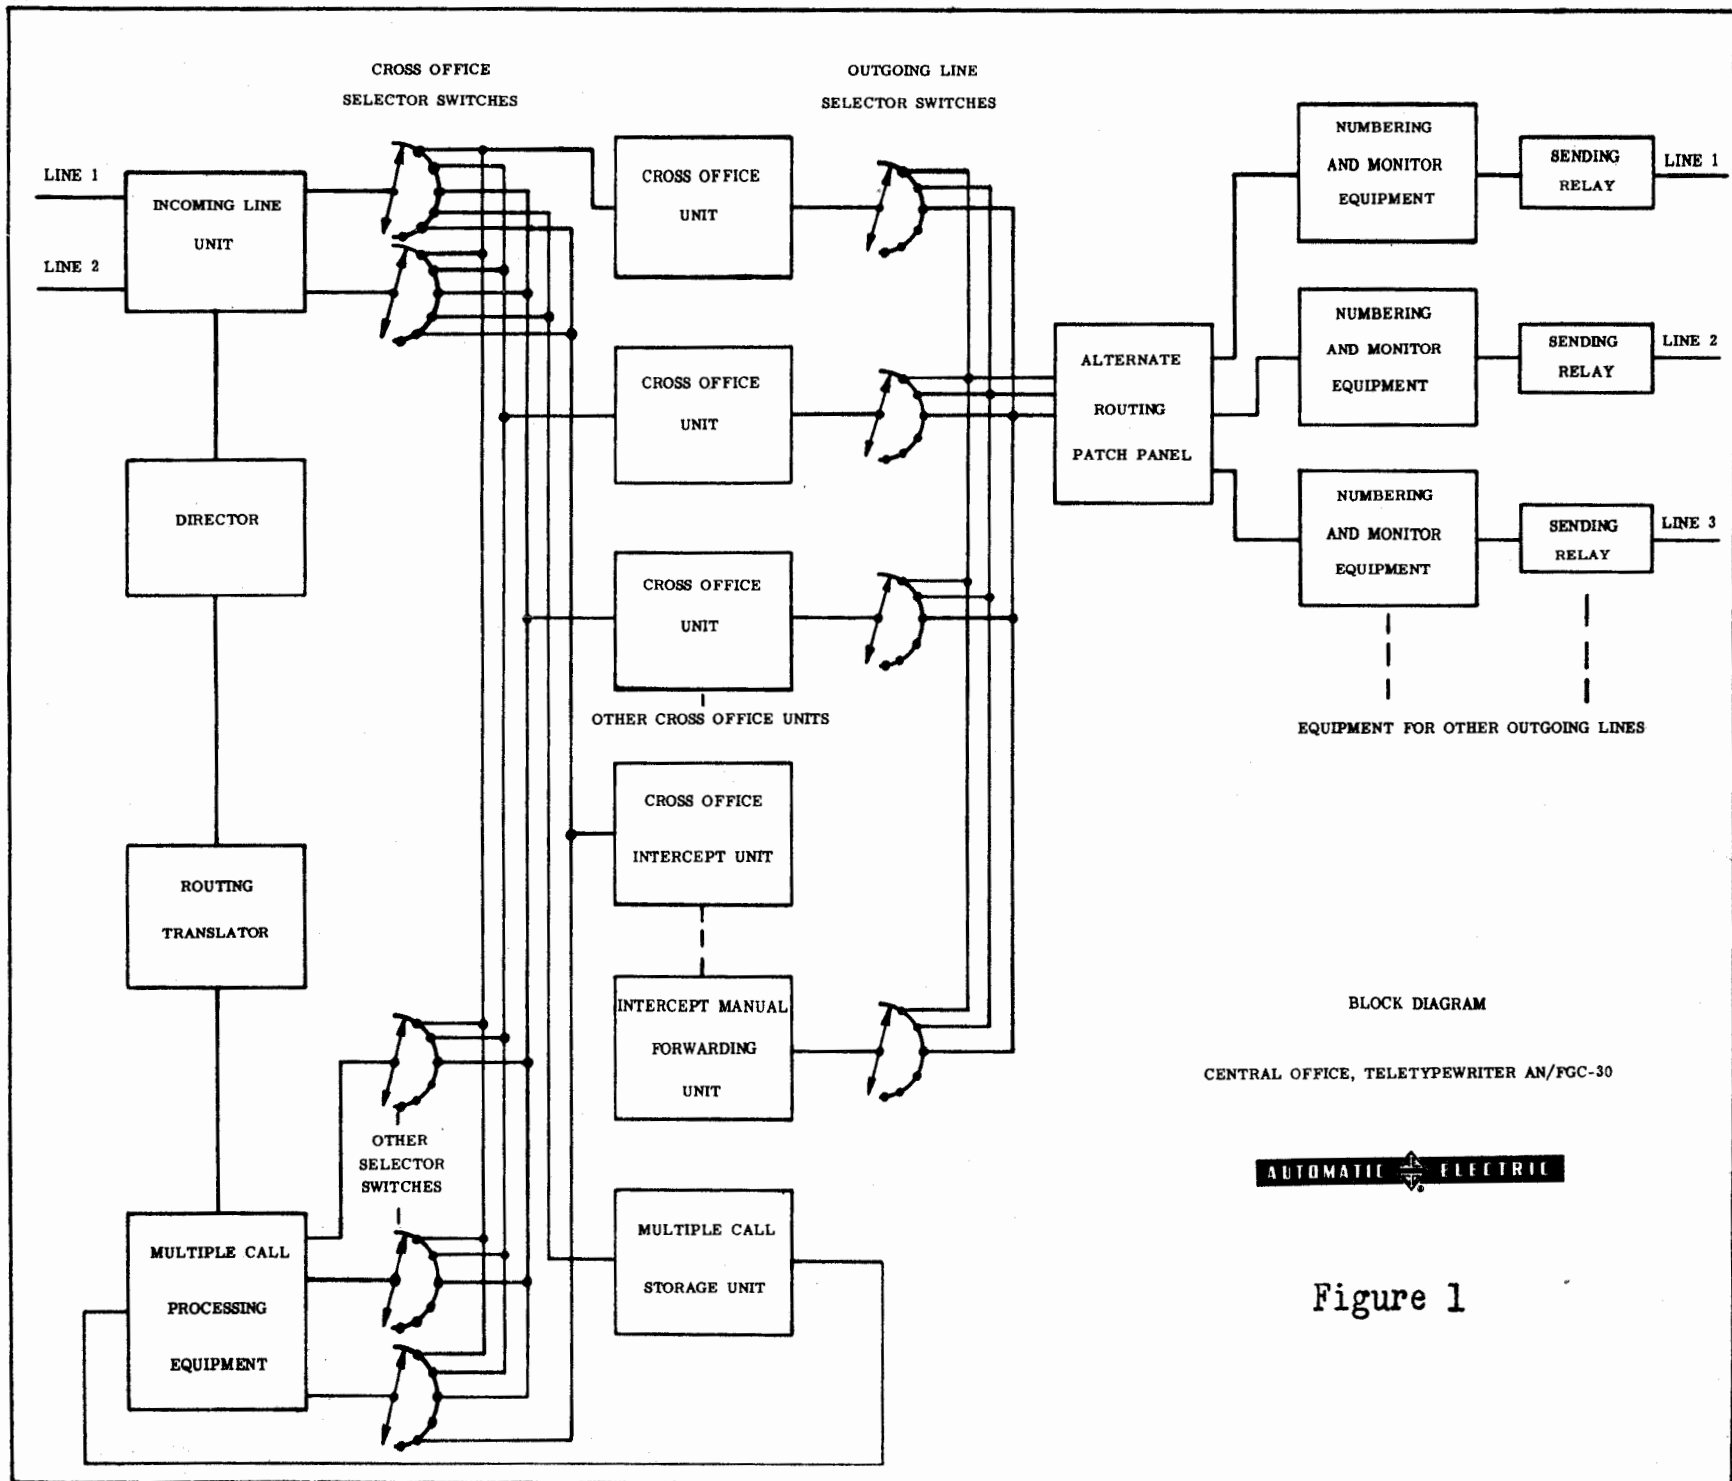 CROSS OFFICE
SELECTOR SWITCHES
OUTGOING LINE
SELECTOR SWITCHES
LINE 1
LINE 2
INCOMING LINE
UNIT
CROSS OFFICE
UNIT
NUMBERING
AND MONITOR
EQUIPMENT
SENDING
RELAY
LINE 1
CROSS OFFICE
UNIT
ALTERNATE
ROUTING
PATCH PANEL
NUMBERING
AND MONITOR
EQUIPMENT
SENDING
RELAY
LINE 2
DIRECTOR
CROSS OFFICE
UNIT
OTHER CROSS OFFICE UNITS
NUMBERING
AND MONITOR
EQUIPMENT
SENDING
RELAY
LINE 3
EQUIPMENT FOR OTHER OUTGOING LINES
CROSS OFFICE
INTERCEPT UNIT
ROUTING
TRANSLATOR
INTERCEPT MANUAL
FORWARDING
UNIT
OTHER
SELECTOR
SWITCHES
MULTIPLE CALL
PROCESSING
EQUIPMENT
MULTIPLE CALL
STORAGE UNIT
BLOCK DIAGRAM
CENTRAL OFFICE, TELETYPEWRITER AN/FGC-30
AUTOMATIC ELECTRIC
Figure 1